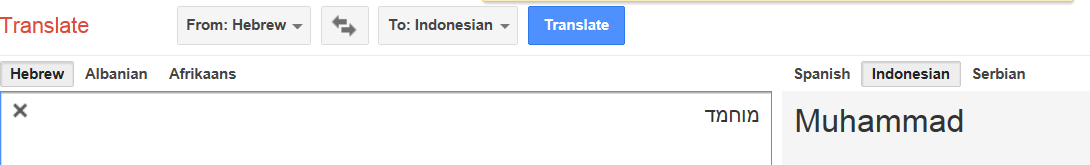 Translate From: Hebrew To: Indonesian Translate
Hebrew Albanian Afrikaans Spanish Indonesian Serbian
מוחמד
Muhammad